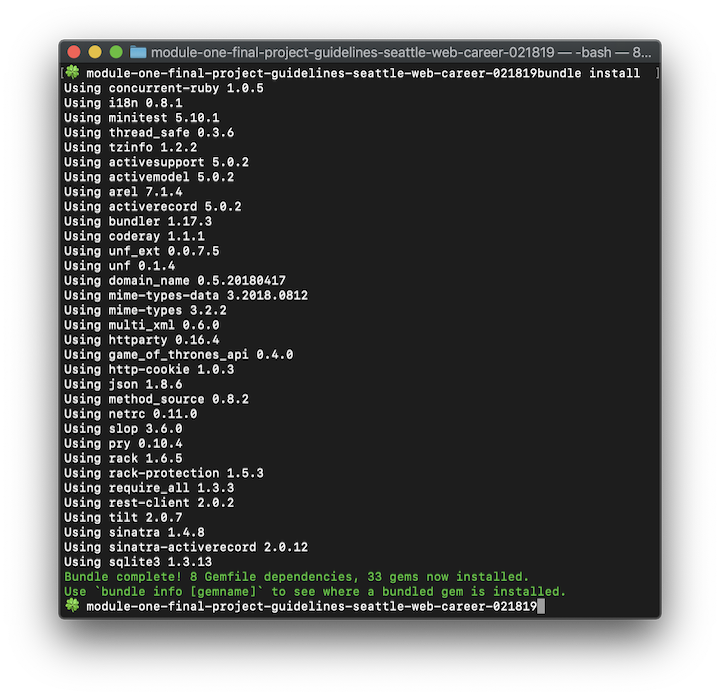 module-one-final-project-guidelines-seattle-web-career-021819 — -bash — 8...
[🍀 module-one-final-project-guidelines-seattle-web-career-021819bundle install ]
Using concurrent-ruby 1.0.5
Using i18n 0.8.1
Using minitest 5.10.1
Using thread_safe 0.3.6
Using tzinfo 1.2.2
Using activesupport 5.0.2
Using activemodel 5.0.2
Using arel 7.1.4
Using activerecord 5.0.2
Using bundler 1.17.3
Using coderay 1.1.1
Using unf_ext 0.0.7.5
Using unf 0.1.4
Using domain_name 0.5.20180417
Using mime-types-data 3.2018.0812
Using mime-types 3.2.2
Using multi_xml 0.6.0
Using httparty 0.16.4
Using game_of_thrones_api 0.4.0
Using http-cookie 1.0.3
Using json 1.8.6
Using method_source 0.8.2
Using netrc 0.11.0
Using slop 3.6.0
Using pry 0.10.4
Using rack 1.6.5
Using rack-protection 1.5.3
Using require_all 1.3.3
Using rest-client 2.0.2
Using tilt 2.0.7
Using sinatra 1.4.8
Using sinatra-activerecord 2.0.12
Using sqlite3 1.3.13
Bundle complete! 8 Gemfile dependencies, 33 gems now installed.
Use `bundle info [gemname]` to see where a bundled gem is installed.
🍀 module-one-final-project-guidelines-seattle-web-career-021819